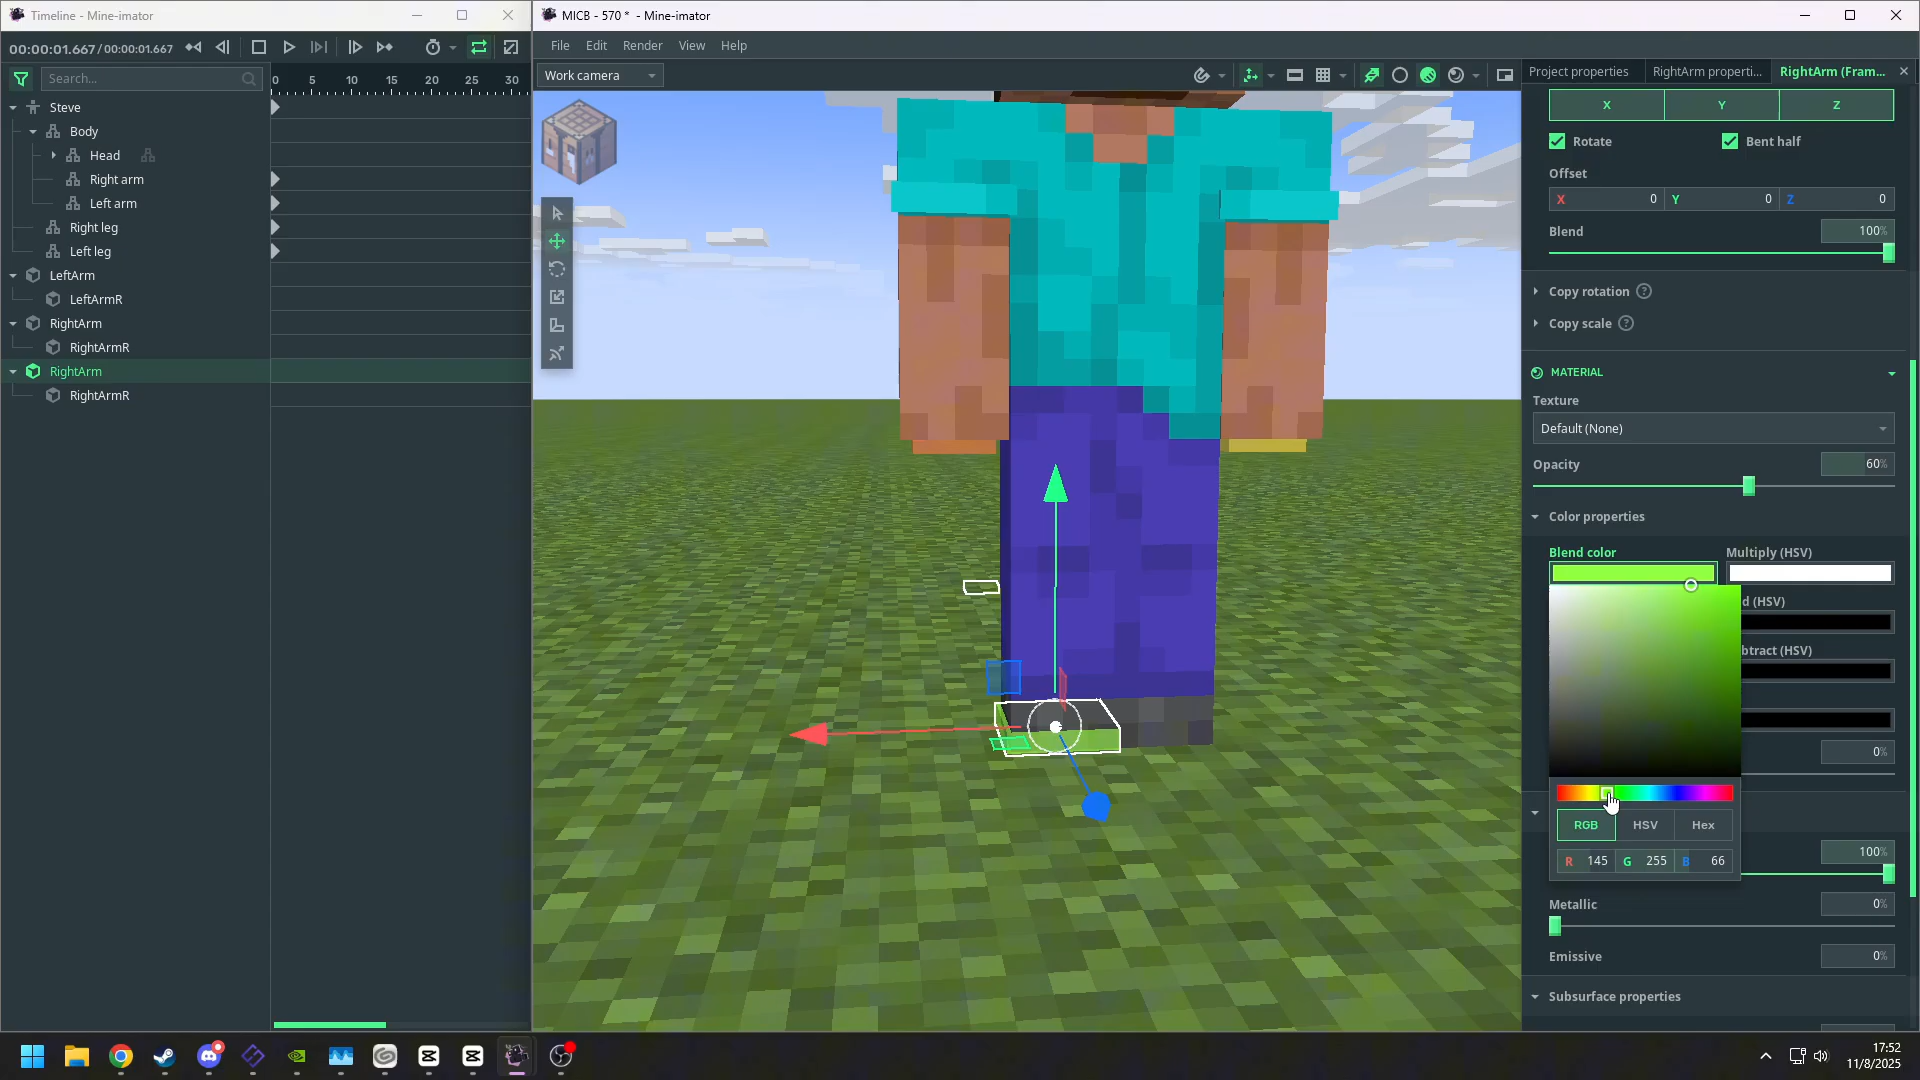 Timeline - Mine-imator
MICB - 570 * - Mine-imator
00:00:01.667/00:00:01.667
File Edit Render View Help
Search...
0 5 10 15 20 25 30
Work camera
Project properties RightArm properti... RightArm (Fram...
Steve
Body
Head
Right arm
Left arm
Right leg
Left leg
LeftArm
LeftArmR
RightArm
RightArmR
RightArm
RightArmR
X Y Z
Rotate Bent half
Offset
X 0 Y 0 Z 0
Blend 100%
Copy rotation ?
Copy scale ?
MATERIAL
Texture
Default (None)
Opacity 60%
Color properties
Blend color Multiply (HSV)
d (HSV)
btract (HSV)
0%
RGB HSV Hex
R 145 G 255 B 66
100%
Metallic 0%
Emissive 0%
Subsurface properties
17:52
11/8/2025